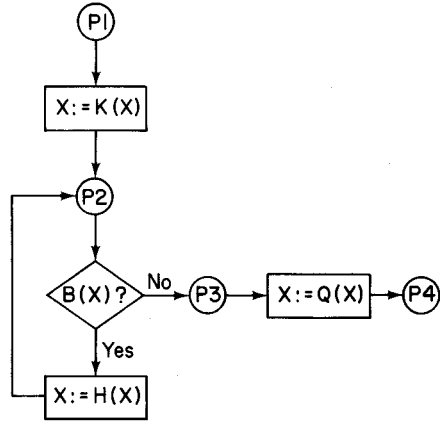 P1
X:=K(X)
P2
B(X)?
No
P3
X:=Q(X)
P4
Yes
X:=H(X)